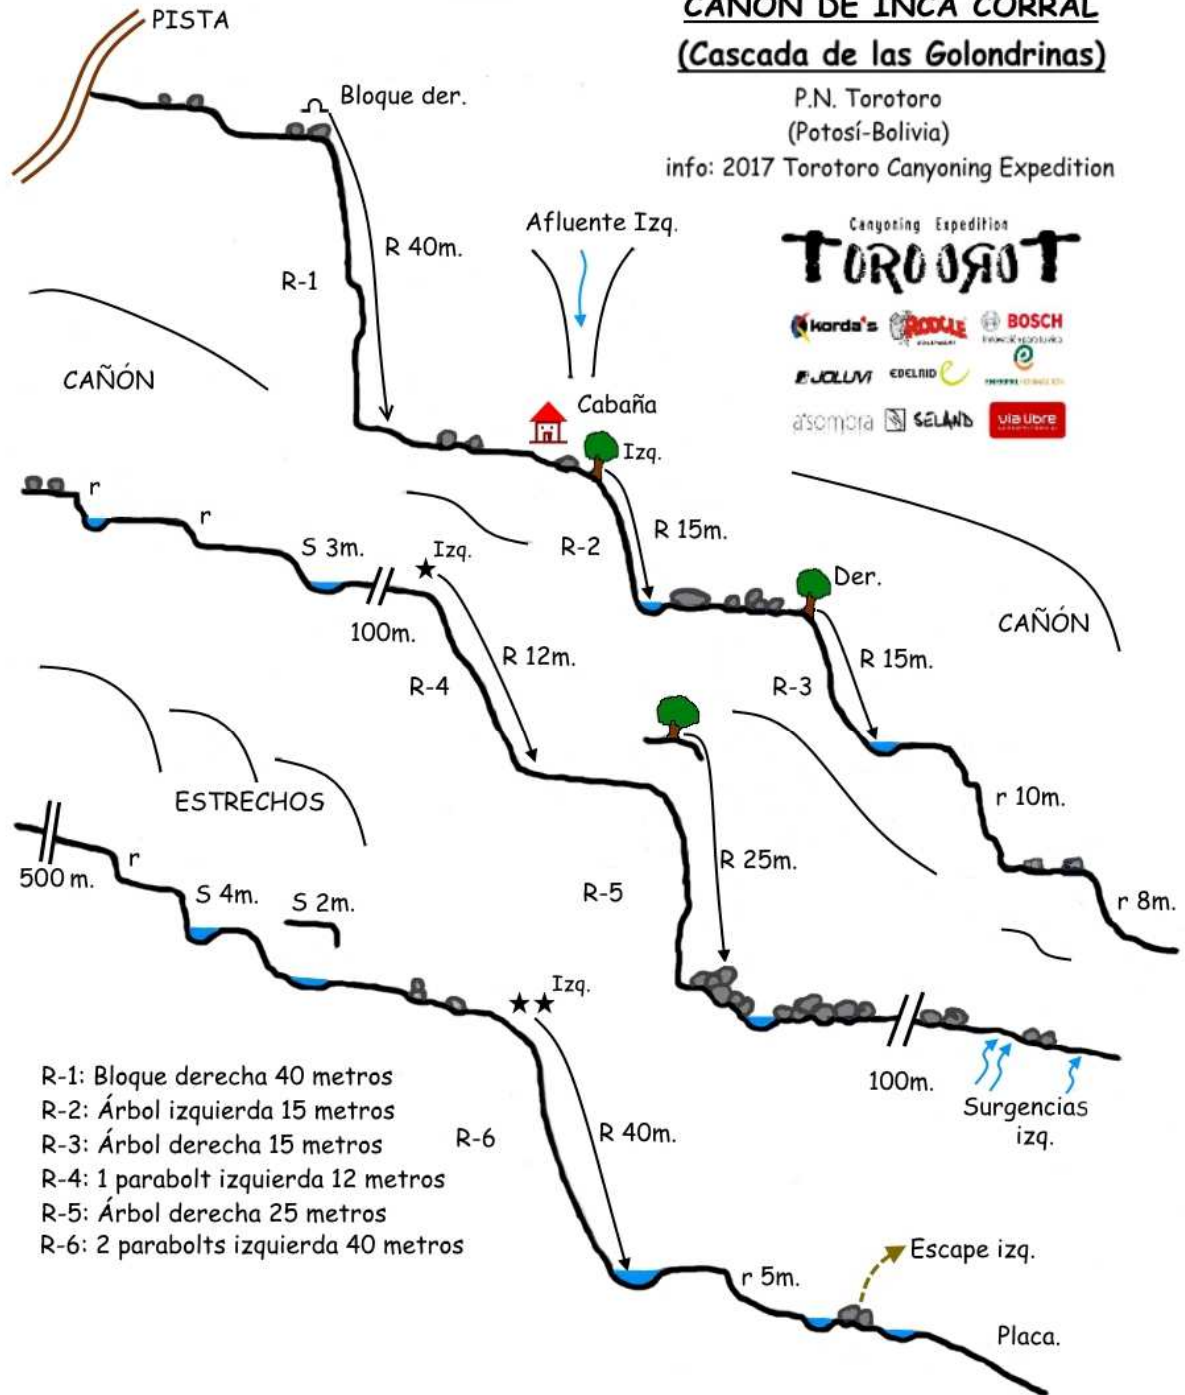 CAÑÓN DE INCA CORRAL
(Cascada de las Golondrinas)
P.N. Torotoro
(Potosí-Bolivia)
info: 2017 Torotoro Canyoning Expedition
PISTA
Bloque der.
R 40m.
R-1
Afluente Izq.
Canyoning Expedition
TOROTOROT
korda's
RODCLE
BOSCH
JOLUVI
EDELRID
SELAND
via libre
CAÑÓN
Cabaña
Izq.
R 15m.
R-2
r
r
S 3m.
Izq.
100m.
R 12m.
R-4
Der.
CAÑÓN
R 15m.
R-3
r 10m.
r 8m.
ESTRECHOS
500 m.
r
S 4m.
S 2m.
R 25m.
R-5
Izq.
100m.
Surgencias
izq.
R-1: Bloque derecha 40 metros
R-2: Árbol izquierda 15 metros
R-3: Árbol derecha 15 metros
R-4: 1 parabolt izquierda 12 metros
R-5: Árbol derecha 25 metros
R-6: 2 parabolts izquierda 40 metros
R-6
R 40m.
r 5m.
Escape izq.
Placa.